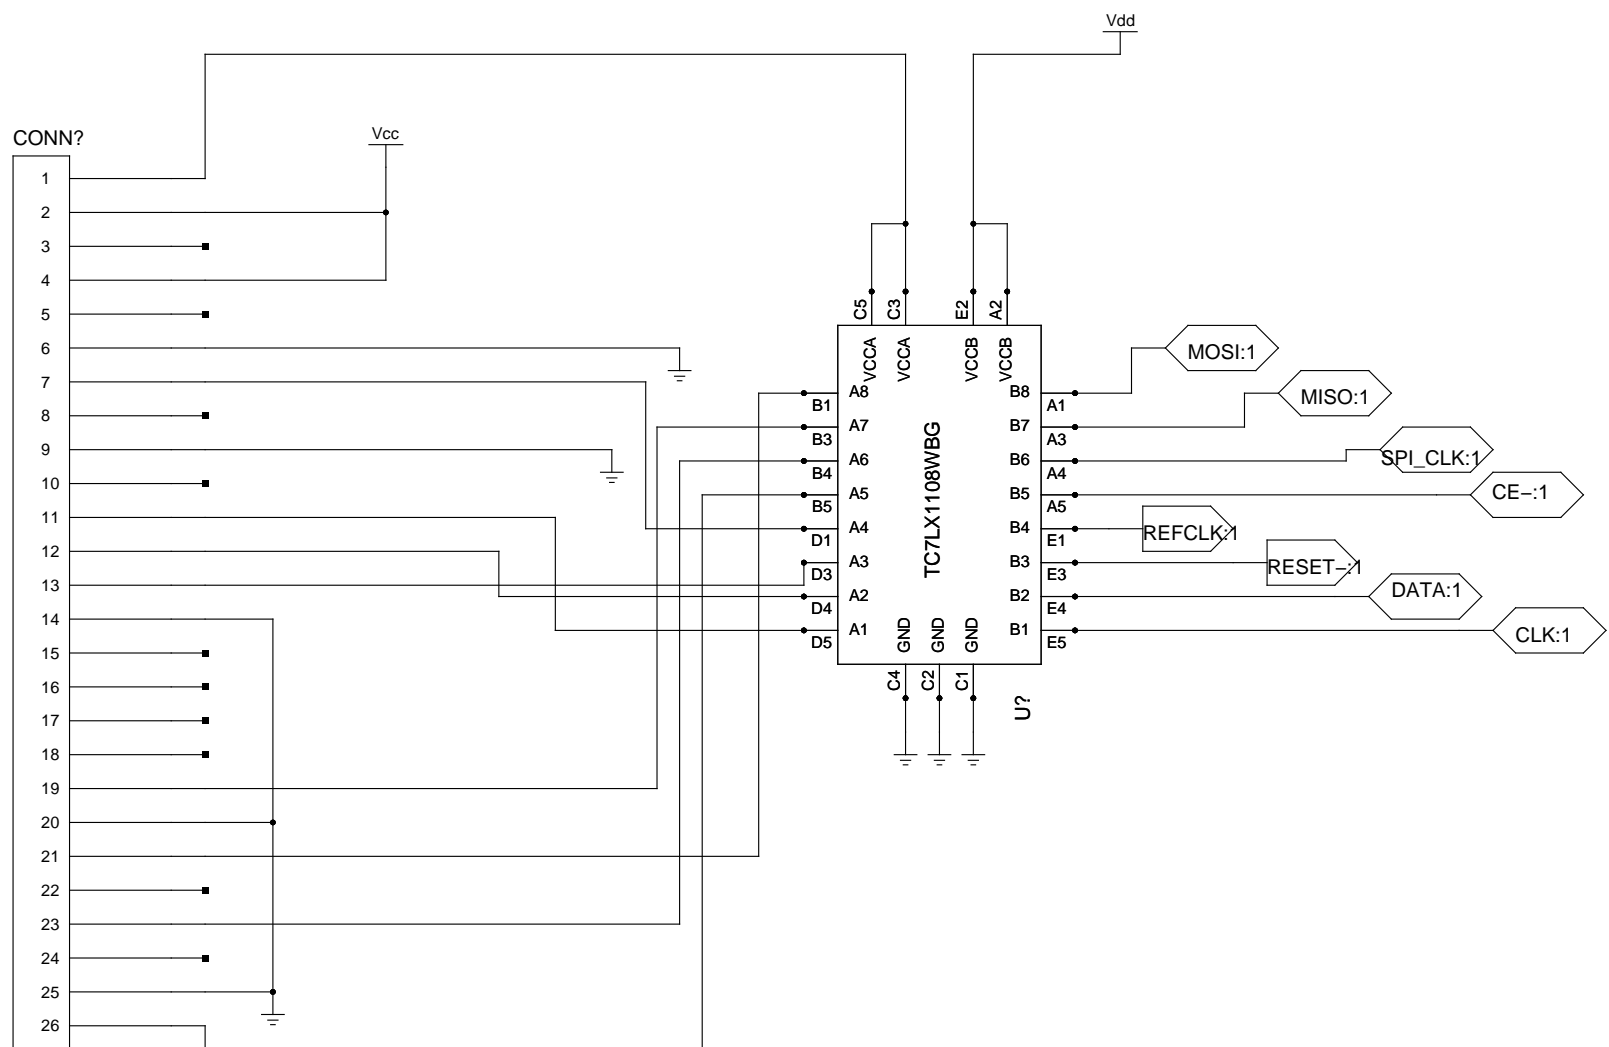 Vdd
CONN?
Vcc
1
2
3
4
5
6
7
8
9
10
11
12
13
14
15
16
17
18
19
20
21
22
23
24
25
26
C5
C3
E2
A2
VCCA
VCCA
VCCB
VCCB
A8
B1
A7
B3
A6
B4
A5
B5
A4
D1
A3
D3
A2
D4
A1
D5
TC7LX1108WBG
B8
A1
B7
A3
B6
A4
B5
A5
B4
E1
B3
E3
B2
E4
B1
E5
GND
GND
GND
C4
C2
C1
U?
MOSI:1
MISO:1
SPI_CLK:1
CE−:1
REFCLK:1
RESET−:1
DATA:1
CLK:1